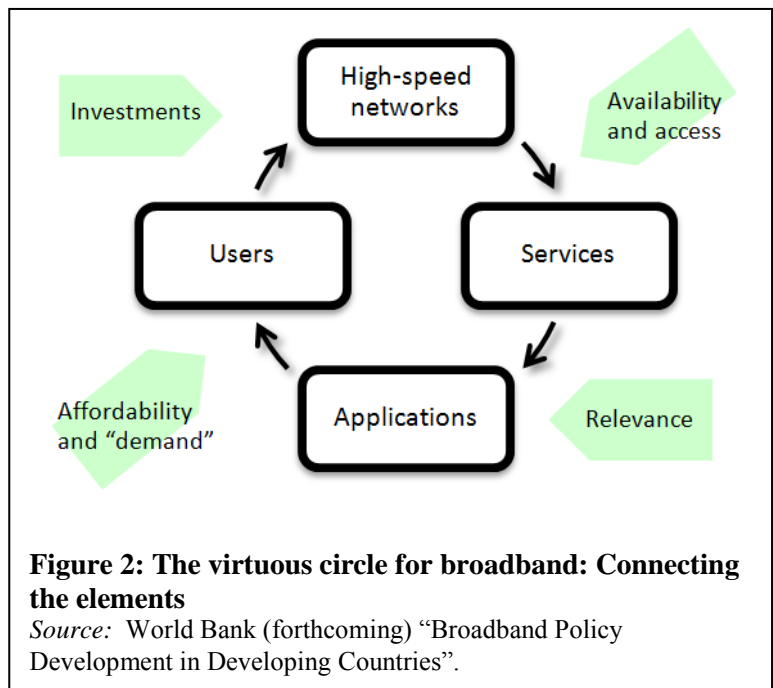 High-speed
networks
Investments
Availability
and access
Users
Services
Affordability
and “demand”
Applications
Relevance
Figure 2: The virtuous circle for broadband: Connecting
the elements
Source: World Bank (forthcoming) “Broadband Policy
Development in Developing Countries”.